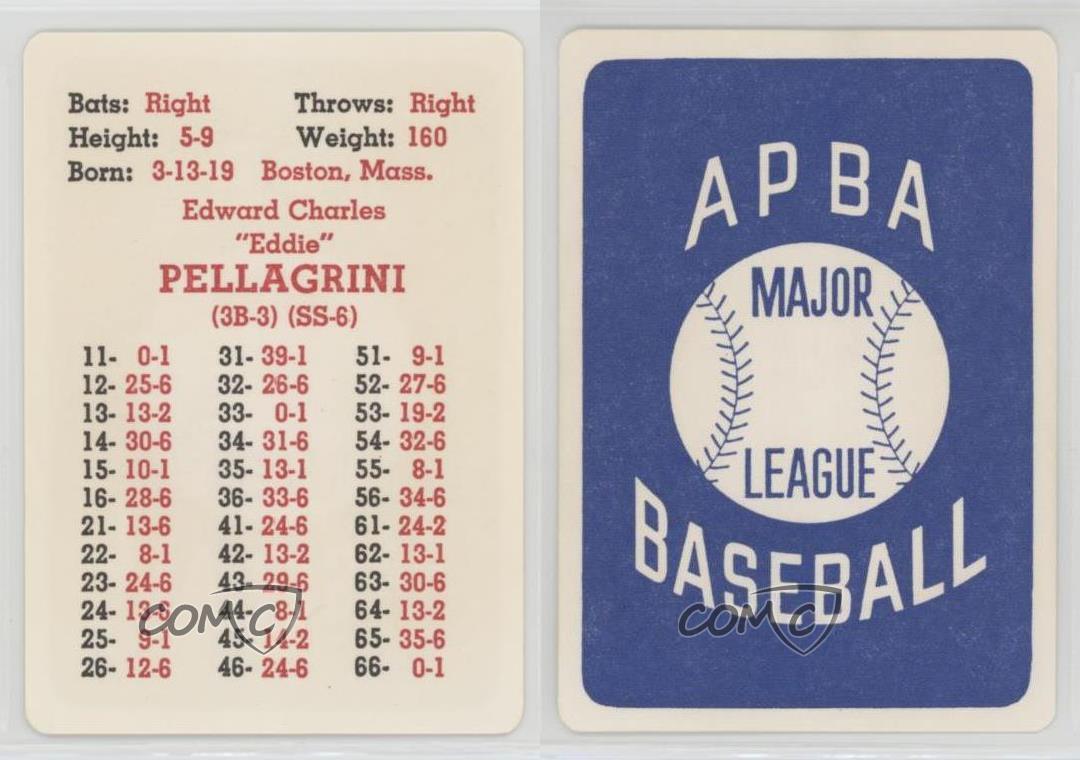 Bats: Right Throws: Right
Height: 5-9 Weight: 160
Born: 3-13-19 Boston, Mass.
Edward Charles
"Eddie"
PELLAGRINI
(3B-3) (SS-6)
11- 0-1 31- 39-1 51- 9-1
12- 25-6 32- 26-6 52- 27-6
13- 13-2 33- 0-1 53- 19-2
14- 30-6 34- 31-6 54- 32-6
15- 10-1 35- 13-1 55- 8-1
16- 28-6 36- 33-6 56- 34-6
21- 13-6 41- 24-6 61- 24-2
22- 8-1 42- 13-2 62- 13-1
23- 24-6 43- 29-6 63- 30-6
24- 44- 8-1 64- 13-2
25- 9-1 45- 14-2 65- 35-6
26- 12-6 46- 24-6 66- 0-1
COMC
APBA
MAJOR
LEAGUE
BASEBALL
COMC